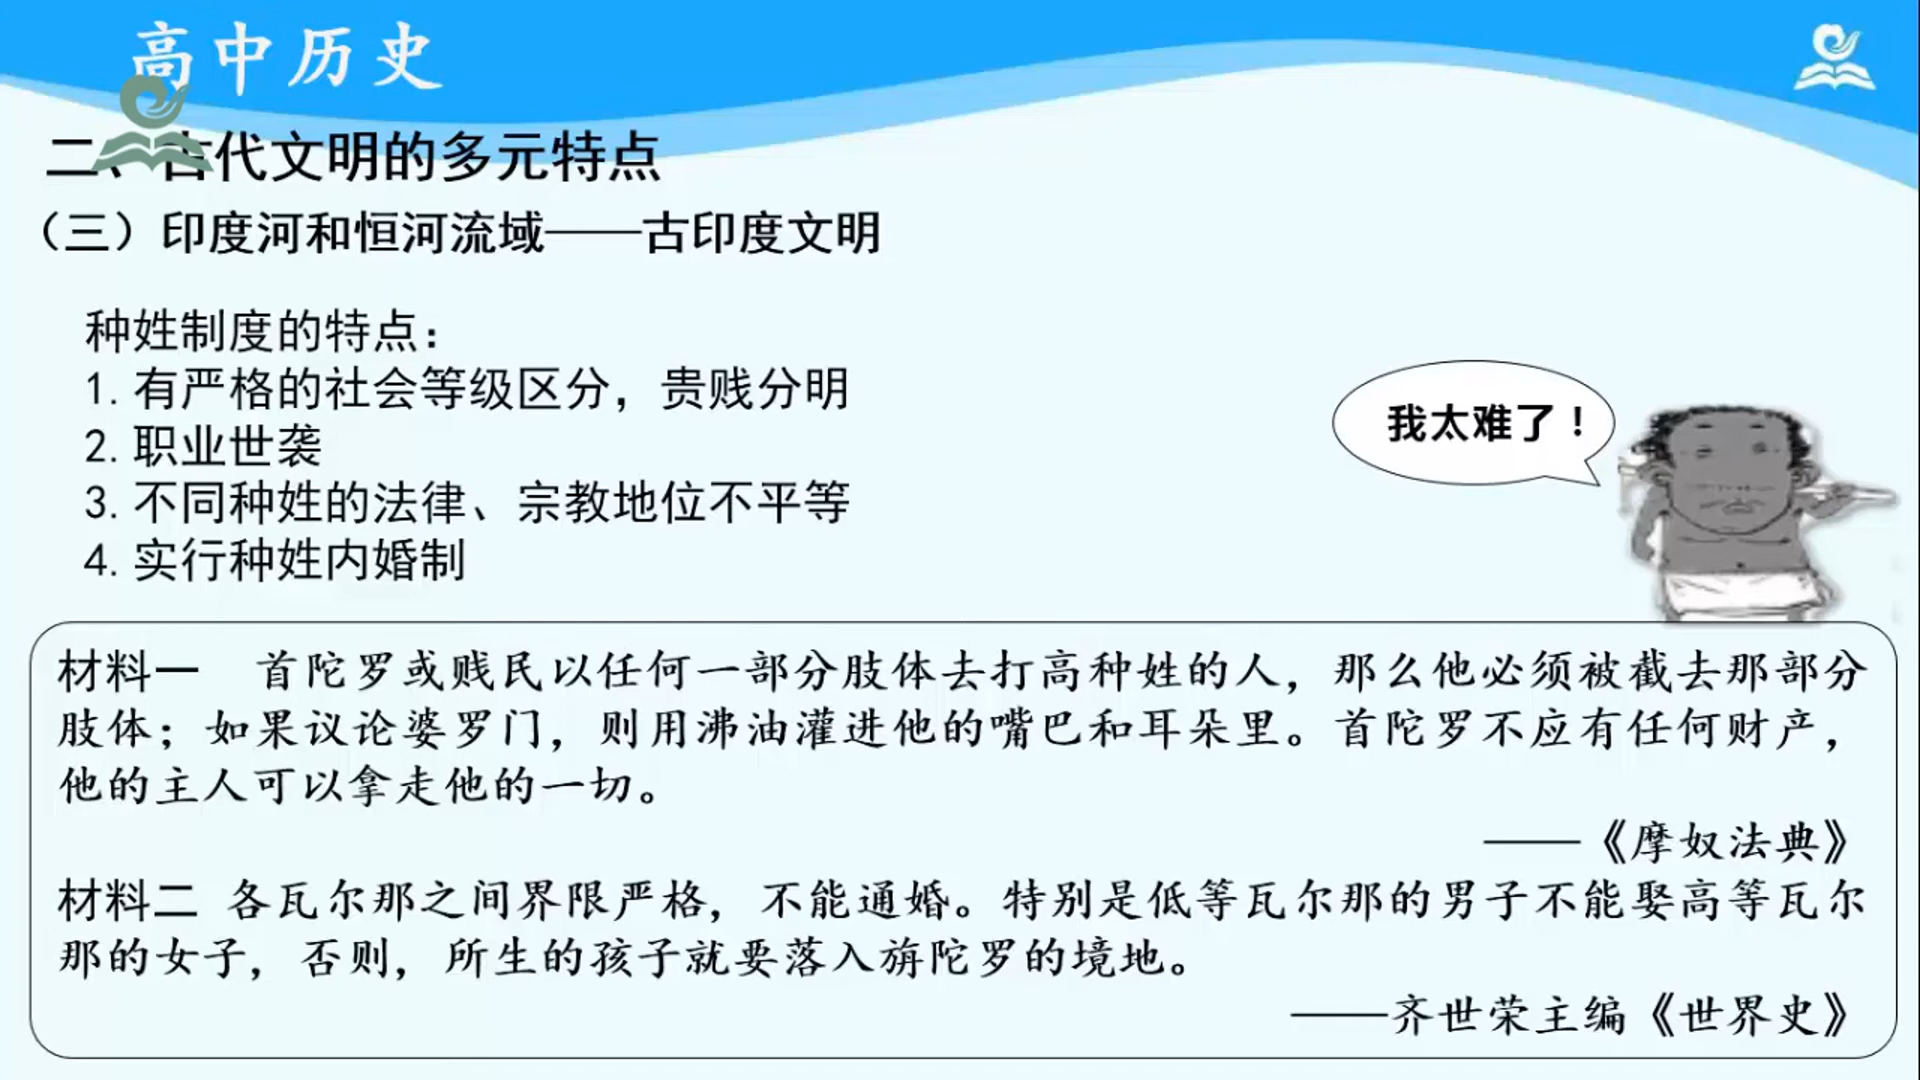 高中历史
二、古代文明的多元特点
（三）印度河和恒河流域——古印度文明
种姓制度的特点：
1. 有严格的社会等级区分，贵贱分明
2. 职业世袭
3. 不同种姓的法律、宗教地位不平等
4. 实行种姓内婚制
我太难了！
材料一　首陀罗或贱民以任何一部分肢体去打高种姓的人，那么他必须被截去那部分
肢体；如果议论婆罗门，则用沸油灌进他的嘴巴和耳朵里。首陀罗不应有任何财产，
他的主人可以拿走他的一切。
——《摩奴法典》
材料二 各瓦尔那之间界限严格，不能通婚。特别是低等瓦尔那的男子不能娶高等瓦尔
那的女子，否则，所生的孩子就要落入旃陀罗的境地。
——齐世荣主编《世界史》